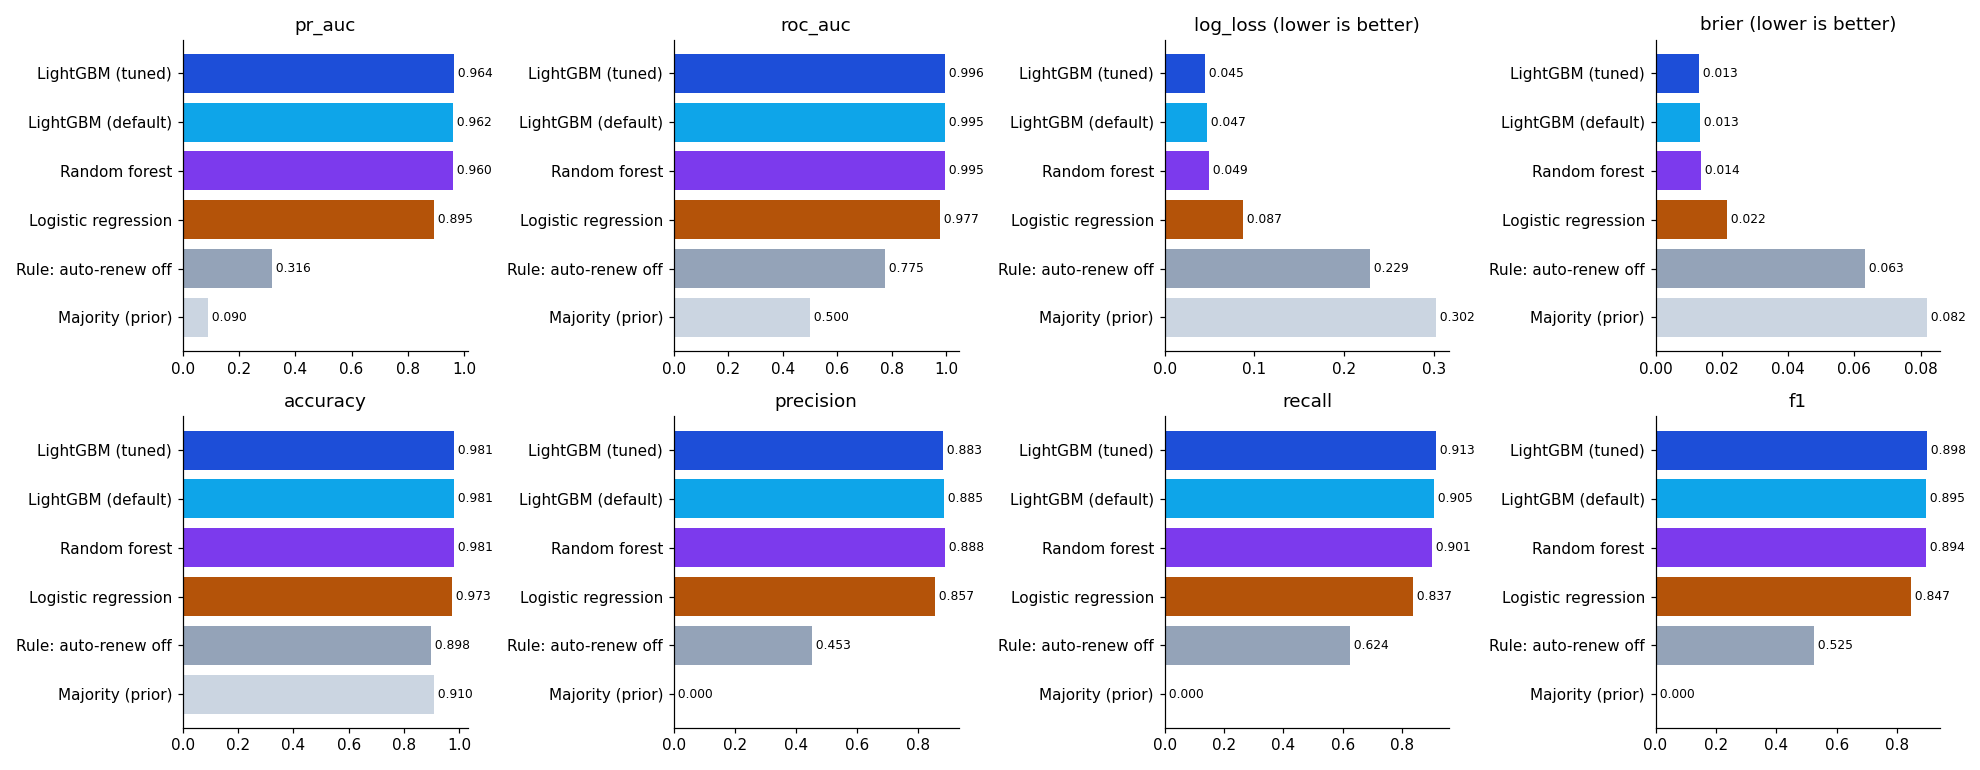 pr_auc
LightGBM (tuned) 0.964
LightGBM (default) 0.962
Random forest 0.960
Logistic regression 0.895
Rule: auto-renew off 0.316
Majority (prior) 0.090
0.0 0.2 0.4 0.6 0.8 1.0
roc_auc
LightGBM (tuned) 0.996
LightGBM (default) 0.995
Random forest 0.995
Logistic regression 0.977
Rule: auto-renew off 0.775
Majority (prior) 0.500
0.0 0.2 0.4 0.6 0.8 1.0
log_loss (lower is better)
LightGBM (tuned) 0.045
LightGBM (default) 0.047
Random forest 0.049
Logistic regression 0.087
Rule: auto-renew off 0.229
Majority (prior) 0.302
0.0 0.1 0.2 0.3
brier (lower is better)
LightGBM (tuned) 0.013
LightGBM (default) 0.013
Random forest 0.014
Logistic regression 0.022
Rule: auto-renew off 0.063
Majority (prior) 0.082
0.00 0.02 0.04 0.06 0.08
accuracy
LightGBM (tuned) 0.981
LightGBM (default) 0.981
Random forest 0.981
Logistic regression 0.973
Rule: auto-renew off 0.898
Majority (prior) 0.910
0.0 0.2 0.4 0.6 0.8 1.0
precision
LightGBM (tuned) 0.883
LightGBM (default) 0.885
Random forest 0.888
Logistic regression 0.857
Rule: auto-renew off 0.453
Majority (prior) 0.000
0.0 0.2 0.4 0.6 0.8
recall
LightGBM (tuned) 0.913
LightGBM (default) 0.905
Random forest 0.901
Logistic regression 0.837
Rule: auto-renew off 0.624
Majority (prior) 0.000
0.0 0.2 0.4 0.6 0.8
f1
LightGBM (tuned) 0.898
LightGBM (default) 0.895
Random forest 0.894
Logistic regression 0.847
Rule: auto-renew off 0.525
Majority (prior) 0.000
0.0 0.2 0.4 0.6 0.8